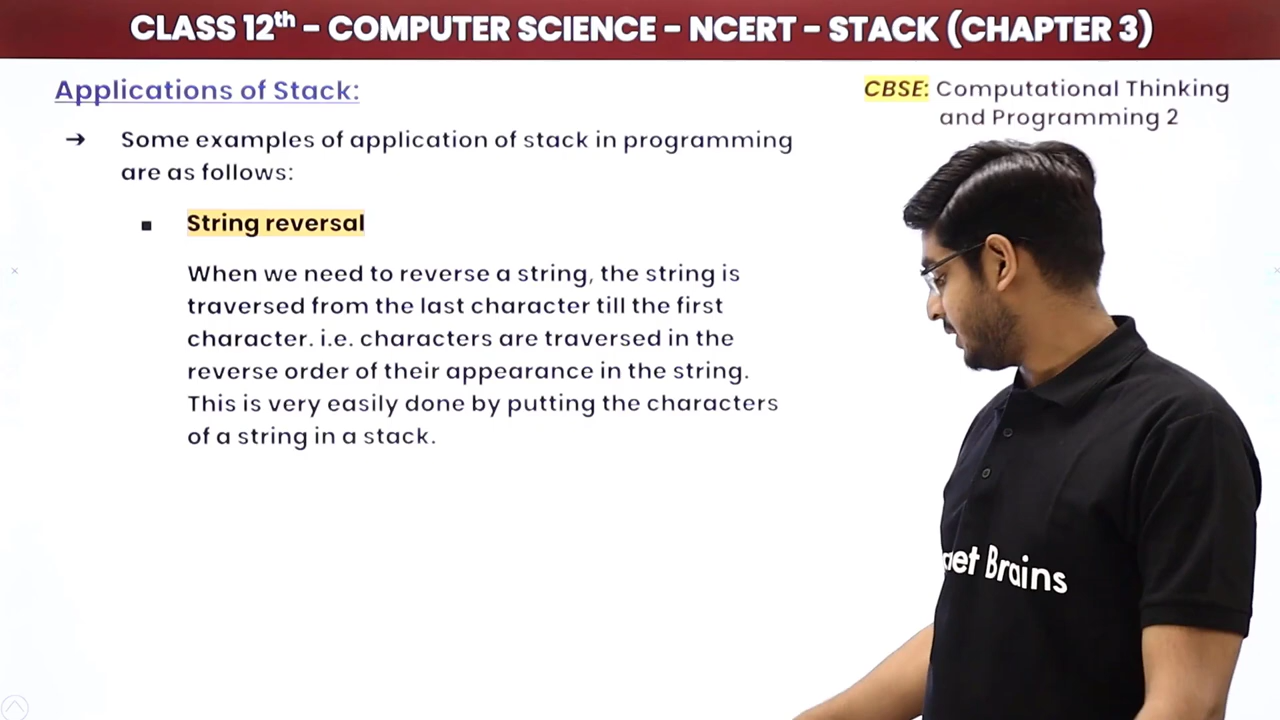 CLASS 12th - COMPUTER SCIENCE - NCERT - STACK (CHAPTER 3)
Applications of Stack:
CBSE: Computational Thinking
and Programming 2
➔ Some examples of application of stack in programming
are as follows:
▪ String reversal
When we need to reverse a string, the string is
traversed from the last character till the first
character. i.e. characters are traversed in the
reverse order of their appearance in the string.
This is very easily done by putting the characters
of a string in a stack.
Brains